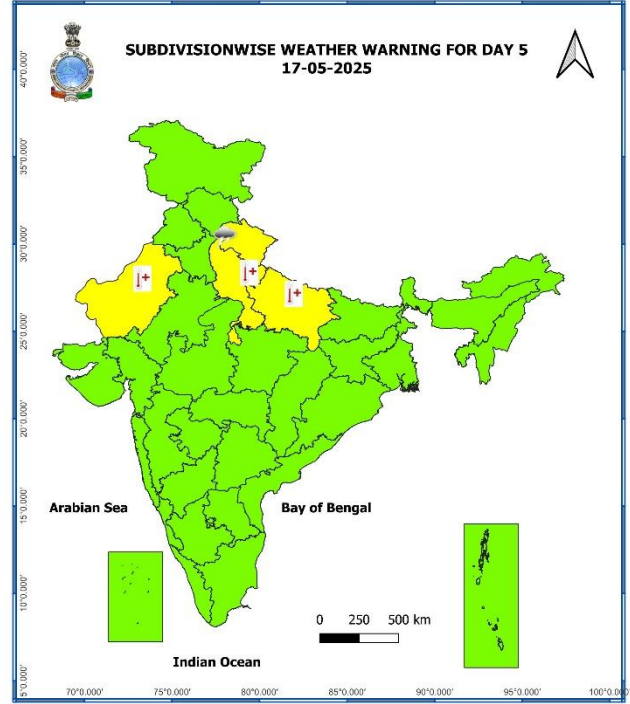 SUBDIVISIONWISE WEATHER WARNING FOR DAY 5
17-05-2025
40°0.000'
35°0.000'
30°0.000'
25°0.000'
20°0.000'
15°0.000'
10°0.000'
5°0.000'
Arabian Sea
Bay of Bengal
0 250 500 km
Indian Ocean
70°0.000' 75°0.000' 80°0.000' 85°0.000' 90°0.000' 95°0.000' 100°0.000'